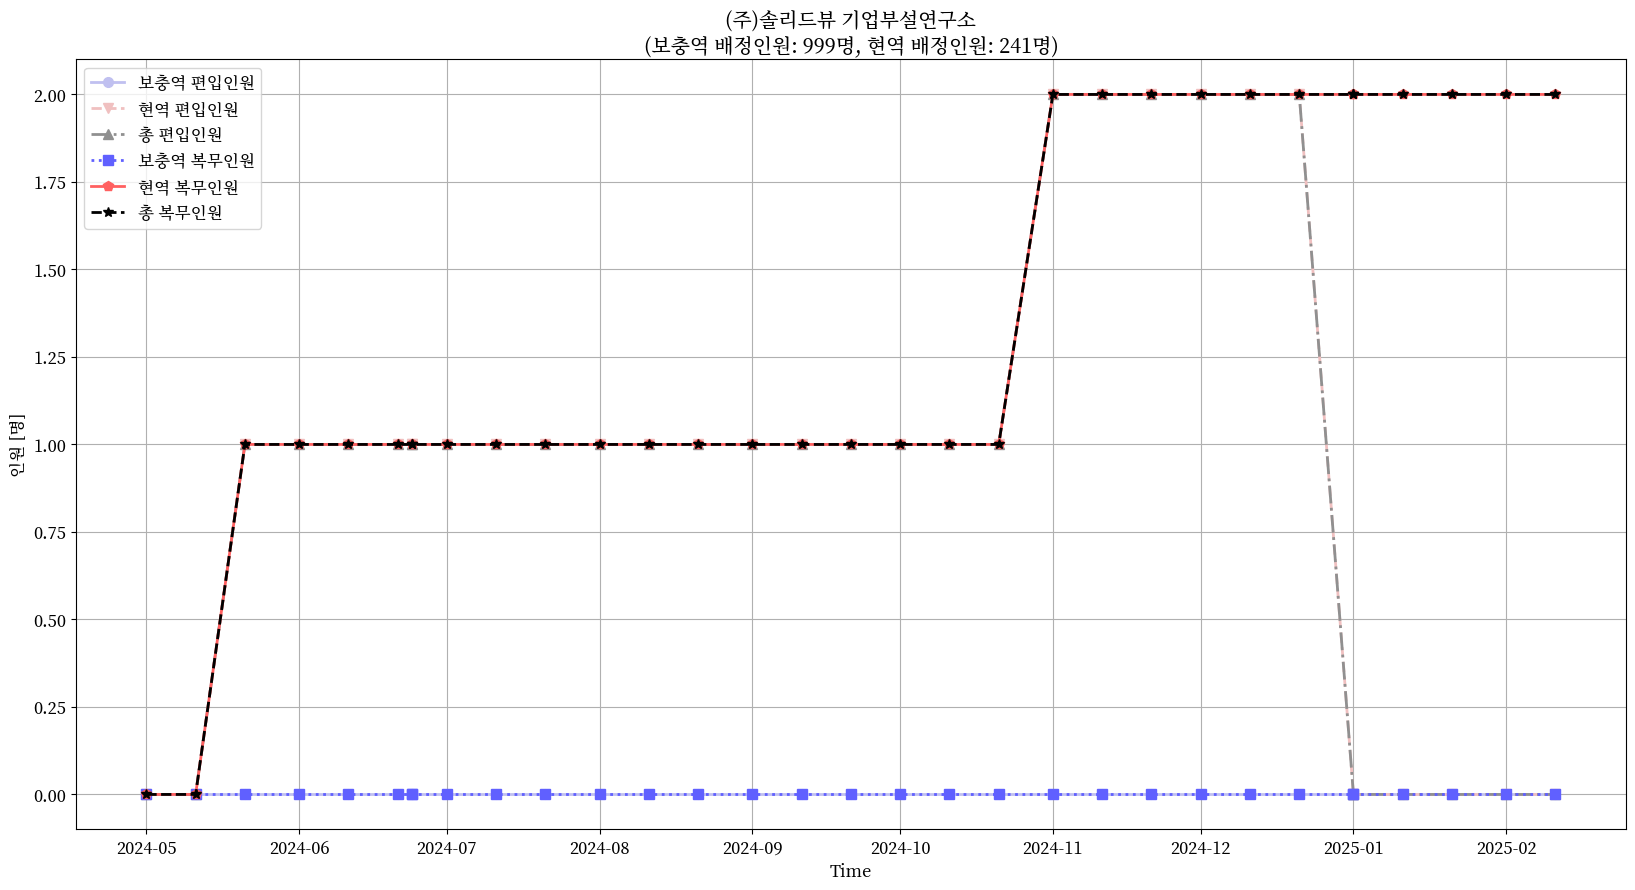 (주)솔리드뷰 기업부설연구소
(보충역 배정인원: 999명, 현역 배정인원: 241명)
보충역 편입인원
현역 편입인원
총 편입인원
보충역 복무인원
현역 복무인원
총 복무인원
인원 [명]
2.00
1.75
1.50
1.25
1.00
0.75
0.50
0.25
0.00
2024-05
2024-06
2024-07
2024-08
2024-09
2024-10
2024-11
2024-12
2025-01
2025-02
Time